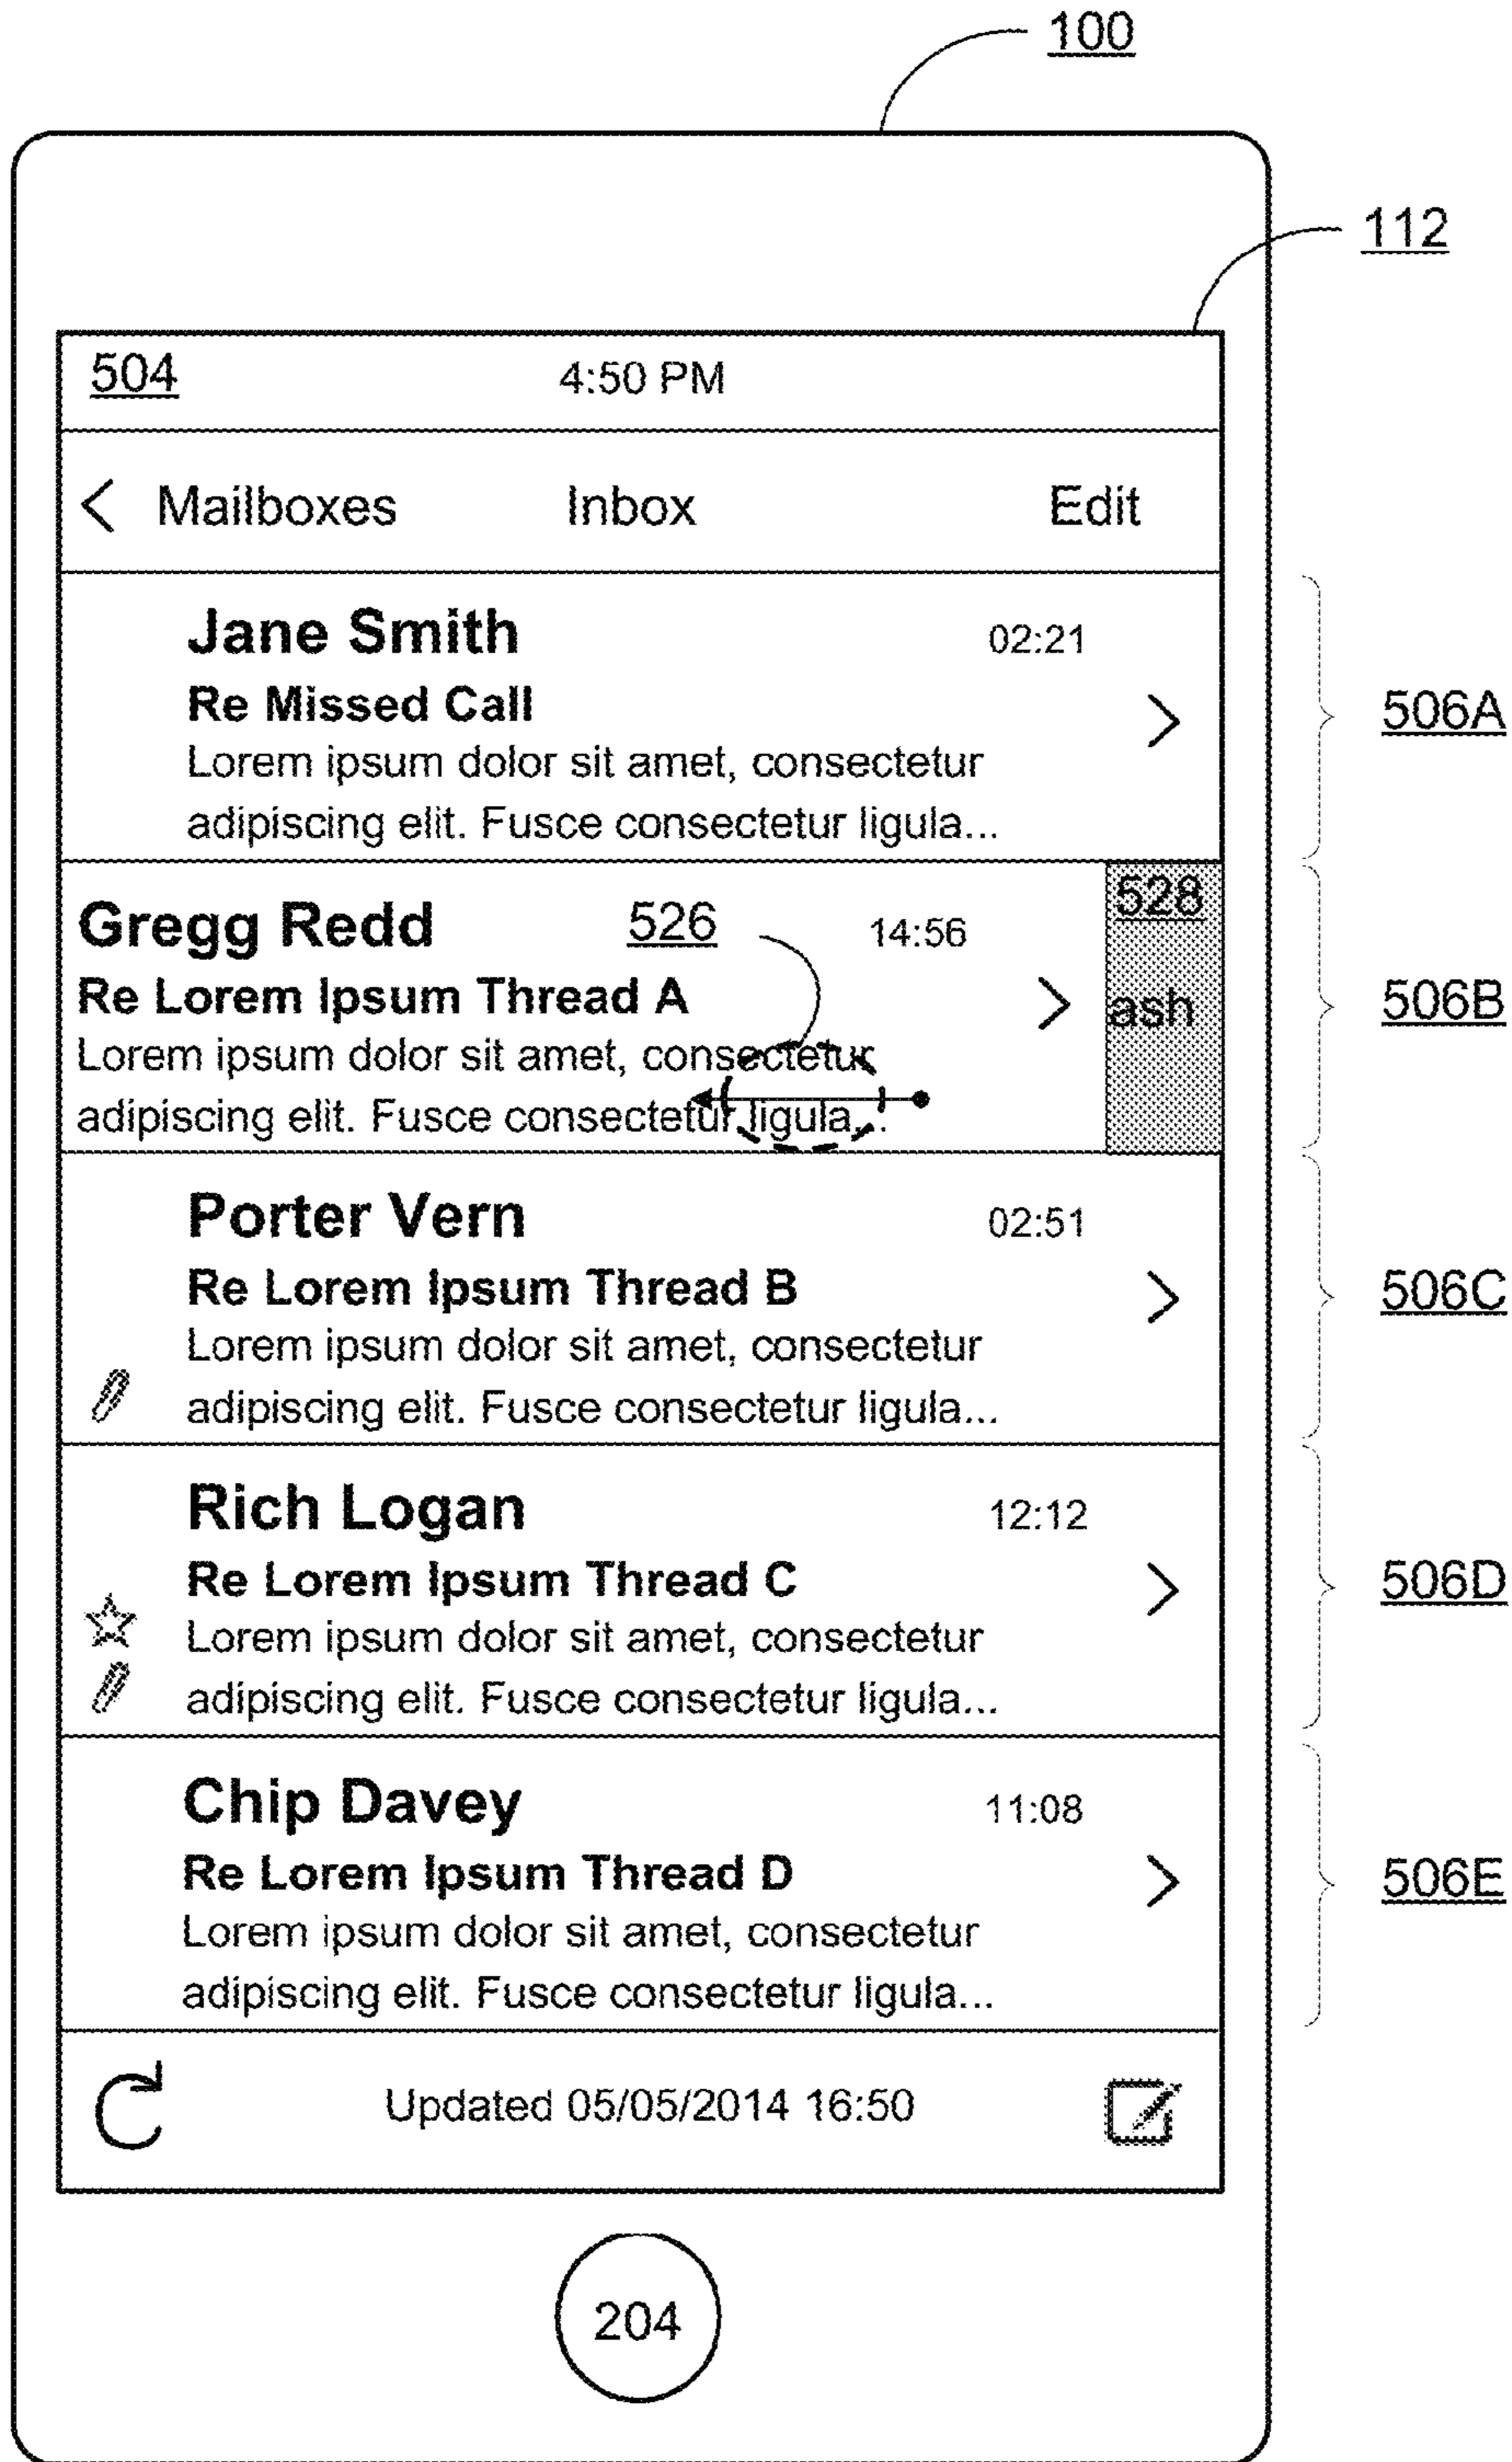 100
112
504 4:50 PM
< Mailboxes Inbox Edit
Jane Smith 02:21
Re Missed Call
506A
Lorem ipsum dolor sit amet, consectetur
adipiscing elit. Fusce consectetur ligula...
528
Gregg Redd 526 14:56
Re Lorem Ipsum Thread A
ash
506B
Lorem ipsum dolor sit amet, consectetur
adipiscing elit. Fusce consectetur ligula...
Porter Vern 02:51
Re Lorem Ipsum Thread B
506C
Lorem ipsum dolor sit amet, consectetur
adipiscing elit. Fusce consectetur ligula...
Rich Logan 12:12
Re Lorem Ipsum Thread C
506D
Lorem ipsum dolor sit amet, consectetur
adipiscing elit. Fusce consectetur ligula...
Chip Davey 11:08
Re Lorem Ipsum Thread D
506E
Lorem ipsum dolor sit amet, consectetur
adipiscing elit. Fusce consectetur ligula...
Updated 05/05/2014 16:50
204